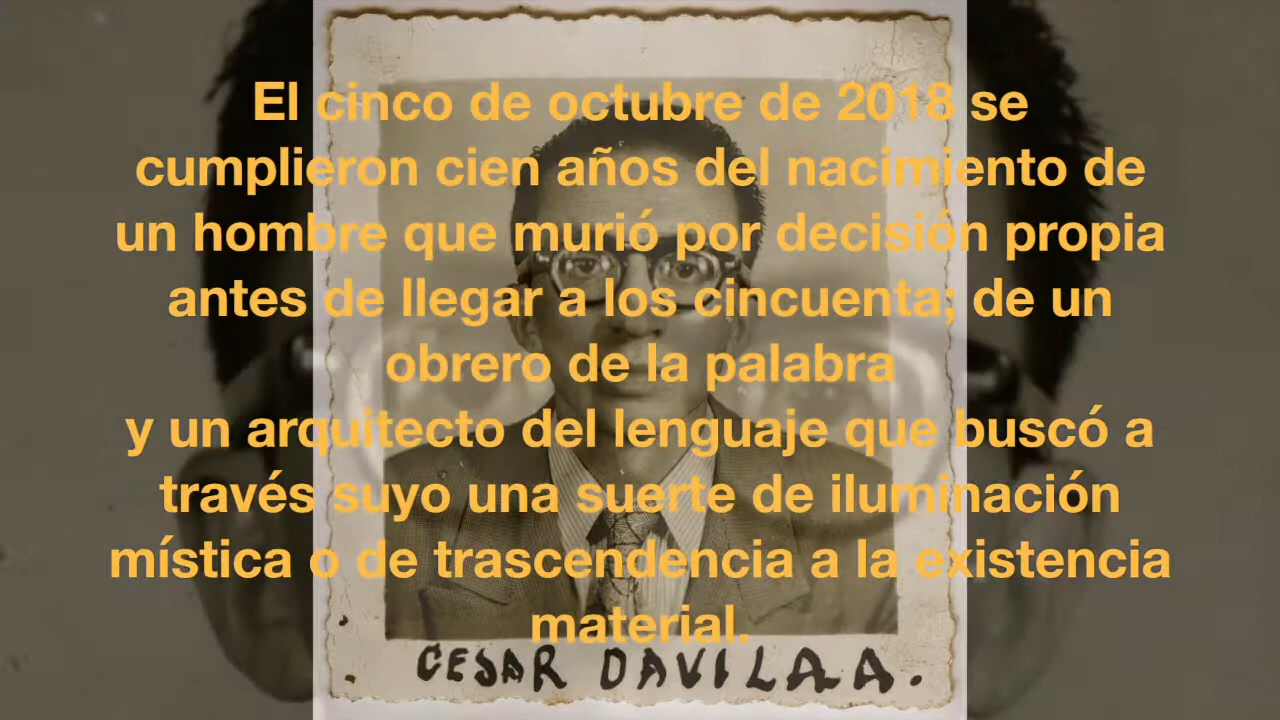 El cinco de octubre de 2018 se
cumplieron cien años del nacimiento de
un hombre que murió por decisión propia
antes de llegar a los cincuenta; de un
obrero de la palabra
y un arquitecto del lenguaje que buscó a
través suyo una suerte de iluminación
mística o de trascendencia a la existencia
material.
CESAR DAVILA A.